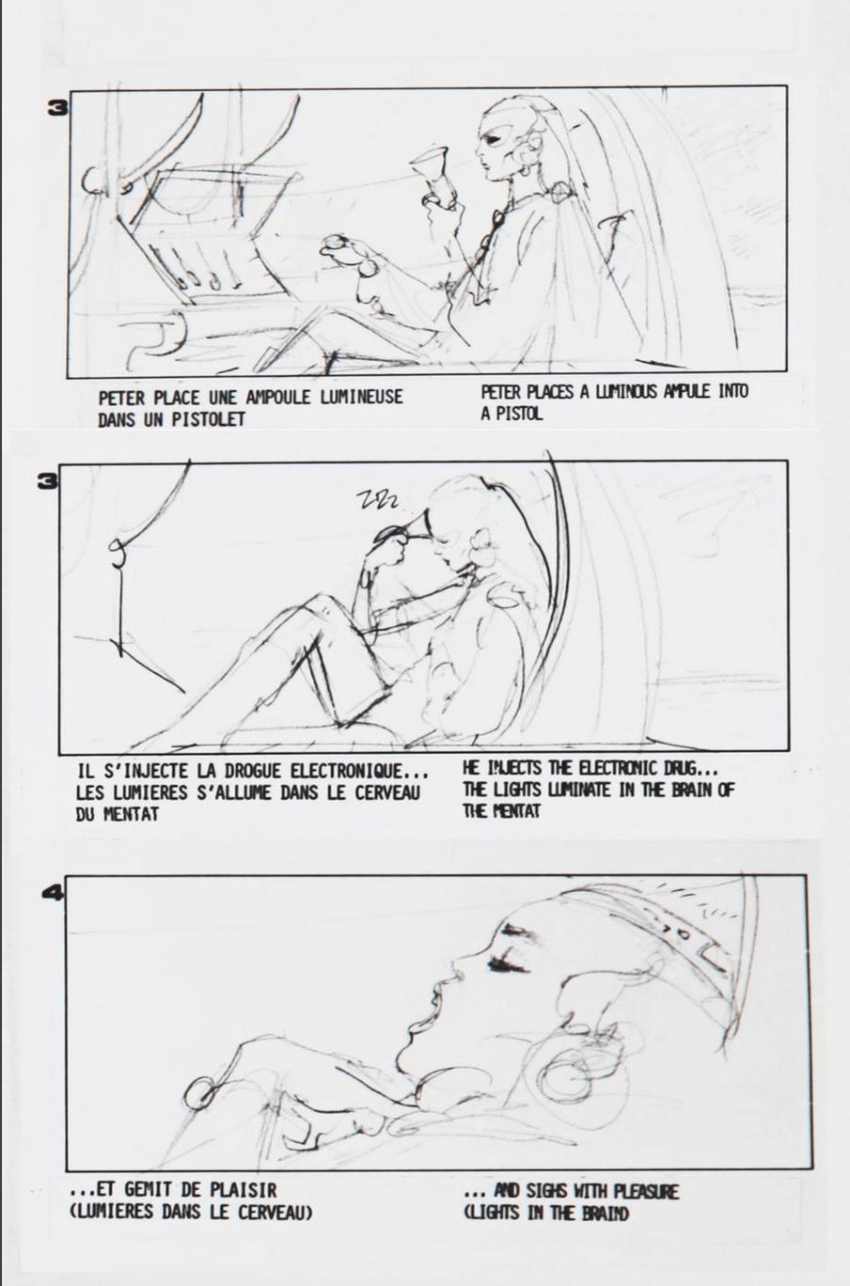 3
PETER PLACE UNE AMPOULE LUMINEUSE
DANS UN PISTOLET
PETER PLACES A LUMINOUS AMPULE INTO
A PISTOL
3
ZZZ
IL S'INJECTE LA DROGUE ELECTRONIQUE...
LES LUMIERES S'ALLUME DANS LE CERVEAU
DU MENTAT
HE INJECTS THE ELECTRONIC DRUG...
THE LIGHTS LUMINATE IN THE BRAIN OF
THE MENTAT
4
...ET GEMIT DE PLAISIR
(LUMIERES DANS LE CERVEAU)
... AND SIGHS WITH PLEASURE
(LIGHTS IN THE BRAIN)